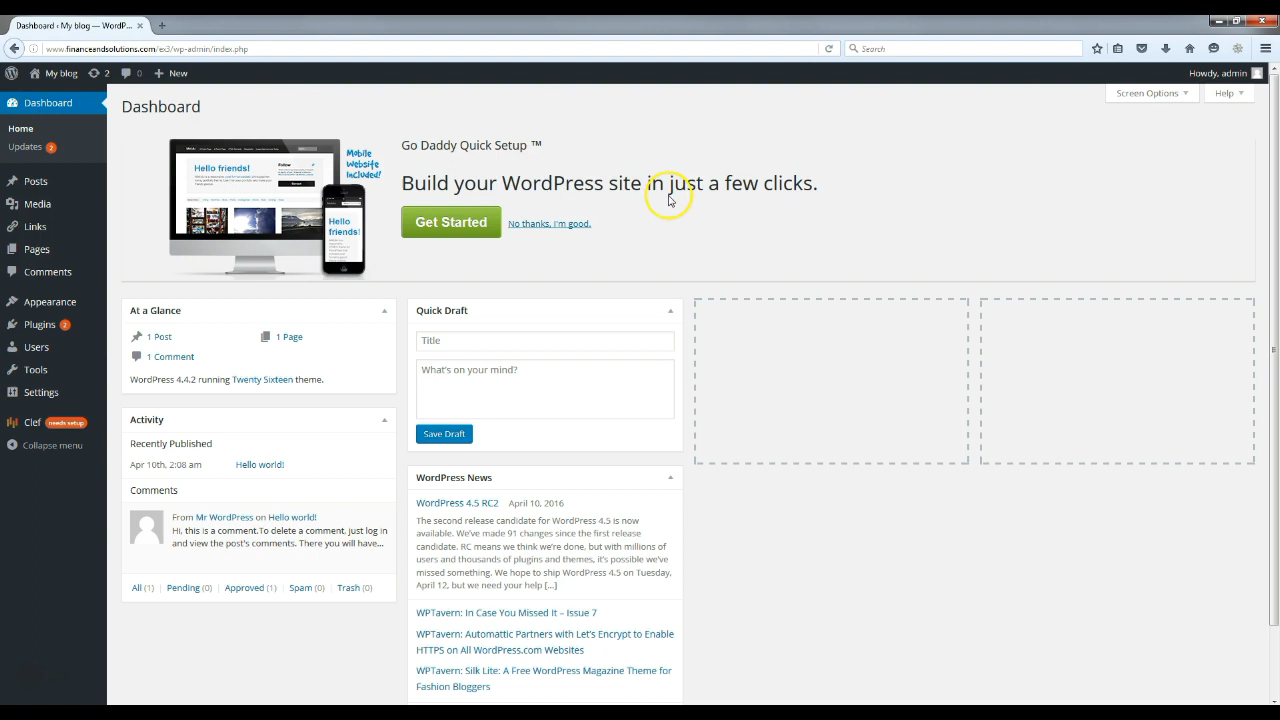 Dashboard ‹ My blog — WordP...
www.financeandsolutions.com/ex3/wp-admin/index.php
Search
My blog
2
0
New
Howdy, admin
Dashboard
Home
Updates 2
Posts
Media
Links
Pages
Comments
Appearance
Plugins 2
Users
Tools
Settings
Clef needs setup
Collapse menu
Dashboard
Screen Options
Help
Hello friends!
Follow
Hello friends!
Mobile
Website
Included!
Go Daddy Quick Setup ™
Build your WordPress site in just a few clicks.
Get Started
No thanks, I'm good.
At a Glance
1 Post
1 Page
1 Comment
WordPress 4.4.2 running Twenty Sixteen theme.
Activity
Recently Published
Apr 10th, 2:08 am
Hello world!
Comments
From Mr WordPress on Hello world!
Hi, this is a comment.To delete a comment, just log in
and view the post's comments. There you will have...
All (1)
Pending (0)
Approved (1)
Spam (0)
Trash (0)
Quick Draft
Title
What's on your mind?
Save Draft
WordPress News
WordPress 4.5 RC2 April 10, 2016
The second release candidate for WordPress 4.5 is now
available. We've made 91 changes since the first release
candidate. RC means we think we're done, but with millions of
users and thousands of plugins and themes, it's possible we've
missed something. We hope to ship WordPress 4.5 on Tuesday,
April 12, but we need your help [...]
WPTavern: In Case You Missed It – Issue 7
WPTavern: Automattic Partners with Let's Encrypt to Enable
HTTPS on All WordPress.com Websites
WPTavern: Silk Lite: A Free WordPress Magazine Theme for
Fashion Bloggers